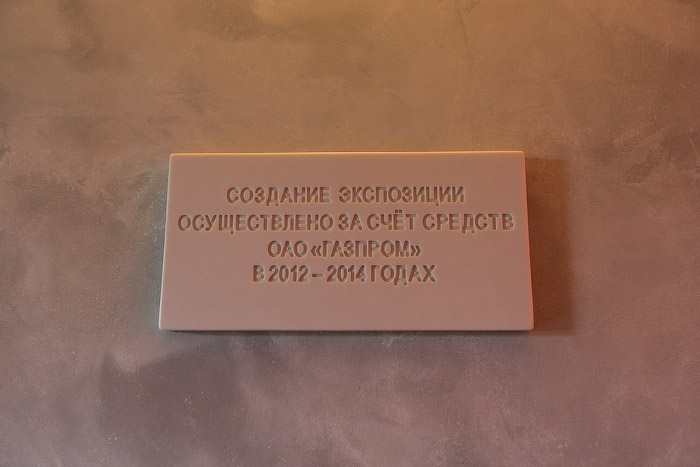 СОЗДАНИЕ ЭКСПОЗИЦИИ
ОСУЩЕСТВЛЕНО ЗА СЧЁТ СРЕДСТВ
ОАО «ГАЗПРОМ»
В 2012 – 2014 ГОДАХ